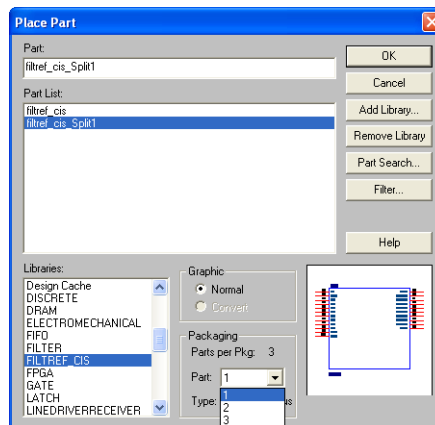 Place Part
Part:
OK
filtref_cis_Split1
Cancel
Part List:
filtref_cis
filtref_cis_Split1
Add Library...
Remove Library
Part Search...
Filter...
Help
Libraries:
Design Cache
DISCRETE
DRAM
ELECTROMECHANICAL
FIFO
FILTER
FILTREF_CIS
FPGA
GATE
LATCH
LINEDRIVERRECEIVER
Graphic
Normal
Convert
Packaging
Parts per Pkg: 3
Part: 1
1
2
3
Type: